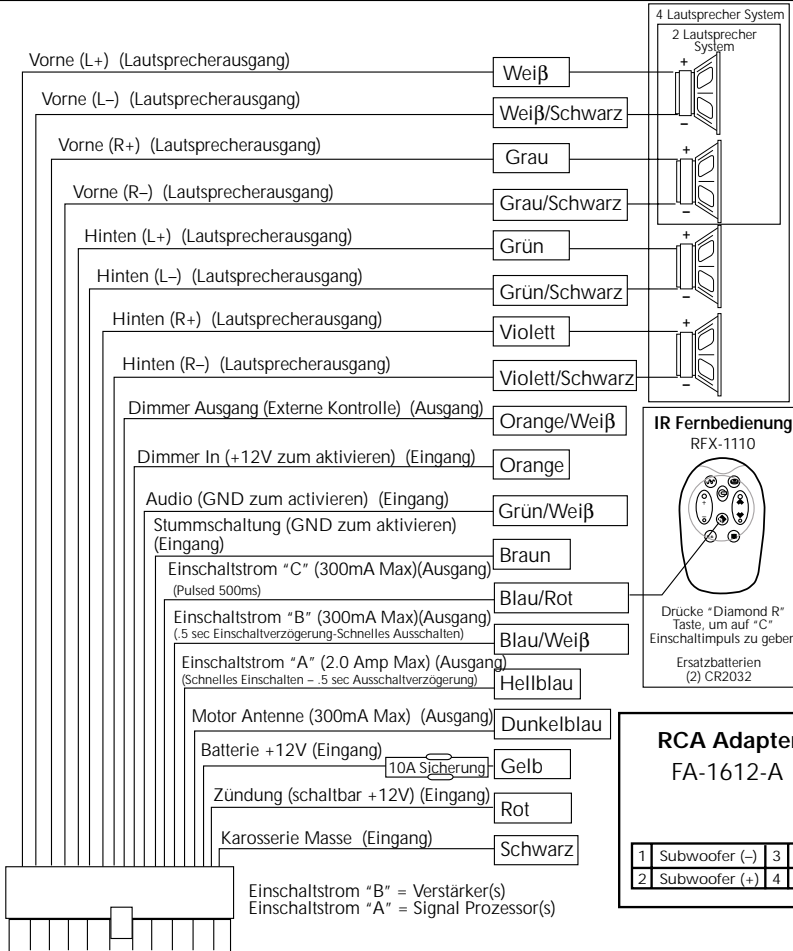 4 Lautsprecher System
2 Lautsprecher
System
Vorne (L+) (Lautsprecherausgang)
Weiβ
+
Vorne (L–) (Lautsprecherausgang)
Weiβ/Schwarz
–
Vorne (R+) (Lautsprecherausgang)
Grau
+
Vorne (R–) (Lautsprecherausgang)
Grau/Schwarz
–
Hinten (L+) (Lautsprecherausgang)
Grün
+
Hinten (L–) (Lautsprecherausgang)
Grün/Schwarz
–
Hinten (R+) (Lautsprecherausgang)
Violett
+
Hinten (R–) (Lautsprecherausgang)
Violett/Schwarz
–
Dimmer Ausgang (Externe Kontrolle) (Ausgang)
Orange/Weiβ
Dimmer In (+12V zum aktivieren) (Eingang)
Orange
Audio (GND zum activieren) (Eingang)
Grün/Weiβ
Stummschaltung (GND zum aktivieren)
(Eingang)
Braun
Einschaltstrom "C" (300mA Max)(Ausgang)
(Pulsed 500ms)
Blau/Rot
Einschaltstrom "B" (300mA Max)(Ausgang)
(.5 sec Einschaltverzögerung-Schnelles Ausschalten)
Blau/Weiβ
Einschaltstrom "A" (2.0 Amp Max) (Ausgang)
(Schnelles Einschalten – .5 sec Ausschaltverzögerung)
Hellblau
Motor Antenne (300mA Max) (Ausgang)
Dunkelblau
Batterie +12V (Eingang)
10A Sicherung
Gelb
Zündung (schaltbar +12V) (Eingang)
Rot
Karosserie Masse (Eingang)
Schwarz
Einschaltstrom "B" = Verstärker(s)
Einschaltstrom "A" = Signal Prozessor(s)
IR Fernbedienung
RFX-1110
Drücke "Diamond R"
Taste, um auf "C"
Einschaltimpuls zu geben
Ersatzbatterien
(2) CR2032
RCA Adapte
FA-1612-A
1 Subwoofer (–) 3
2 Subwoofer (+) 4